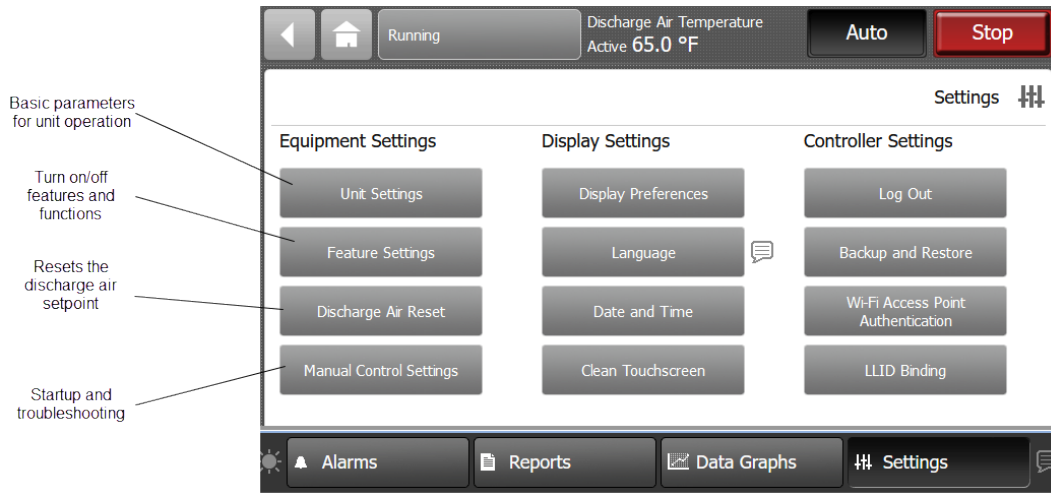 Running
Discharge Air Temperature
Active 65.0 °F
Auto
Stop
Settings
Basic parameters
for unit operation
Turn on/off
features and
functions
Resets the
discharge air
setpoint
Startup and
troubleshooting
Equipment Settings
Unit Settings
Feature Settings
Discharge Air Reset
Manual Control Settings
Display Settings
Display Preferences
Language
Date and Time
Clean Touchscreen
Controller Settings
Log Out
Backup and Restore
Wi-Fi Access Point
Authentication
LLID Binding
Alarms
Reports
Data Graphs
Settings